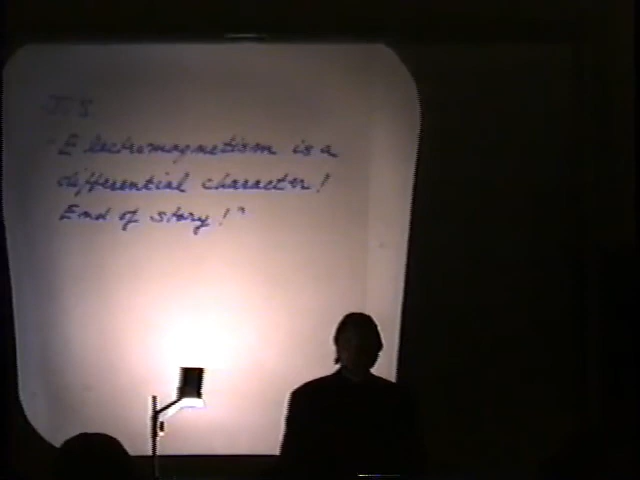 "Electromagnetism is a
differential character!
End of story!"